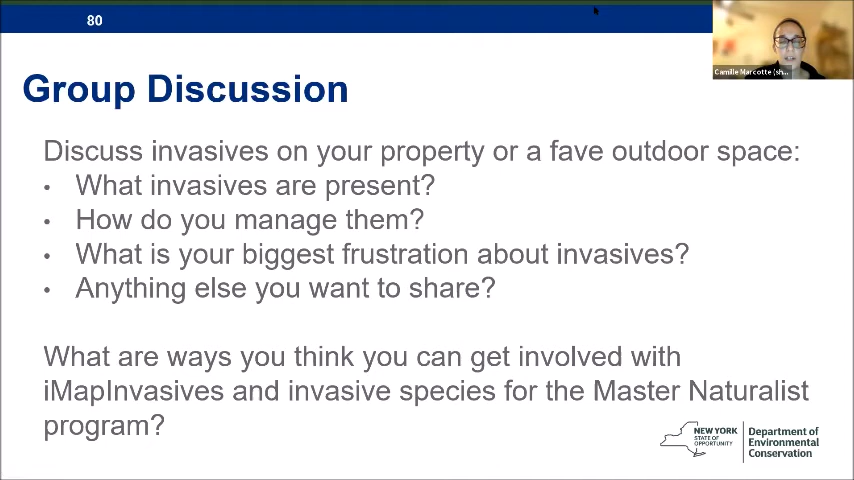 80
Camille Marcotte (sh...
Group Discussion
Discuss invasives on your property or a fave outdoor space:
• What invasives are present?
• How do you manage them?
• What is your biggest frustration about invasives?
• Anything else you want to share?
What are ways you think you can get involved with
iMapInvasives and invasive species for the Master Naturalist
program?
NEW YORK
STATE OF
OPPORTUNITY
Department of
Environmental
Conservation